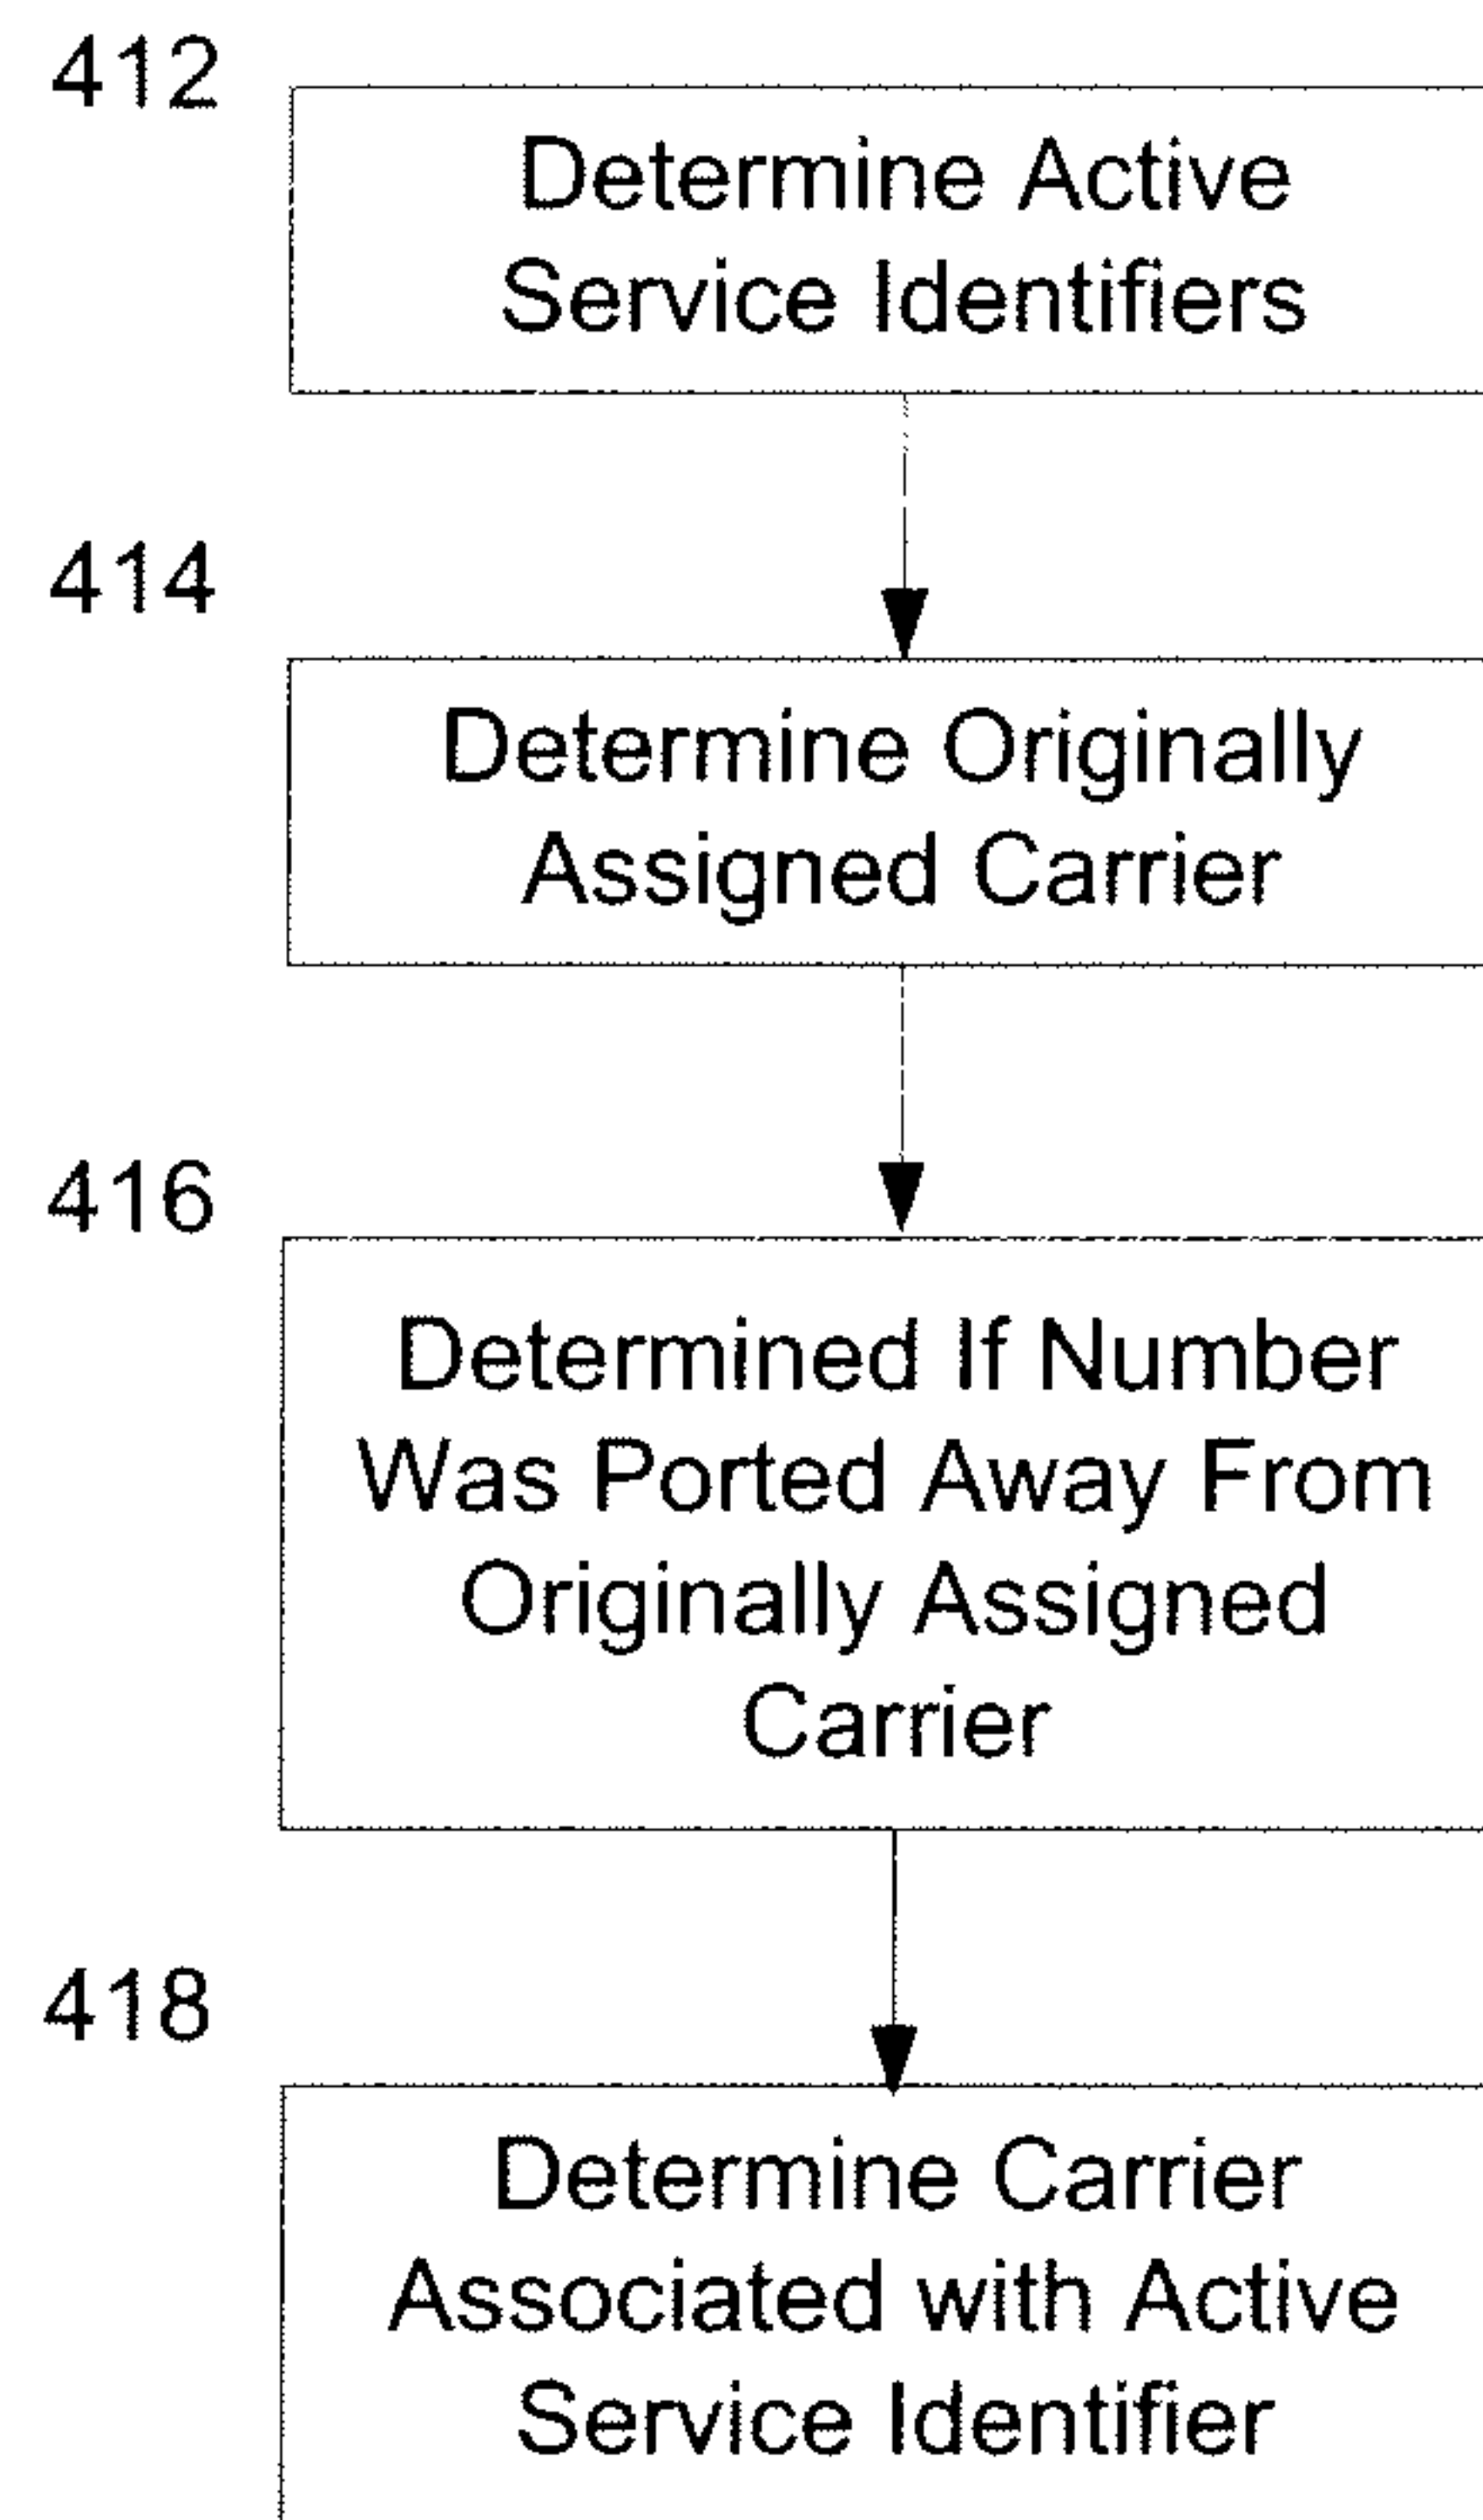 412
Determine Active
Service Identifiers
414
Determine Originally
Assigned Carrier
416
Determined If Number
Was Ported Away From
Originally Assigned
Carrier
418
Determine Carrier
Associated with Active
Service Identifier